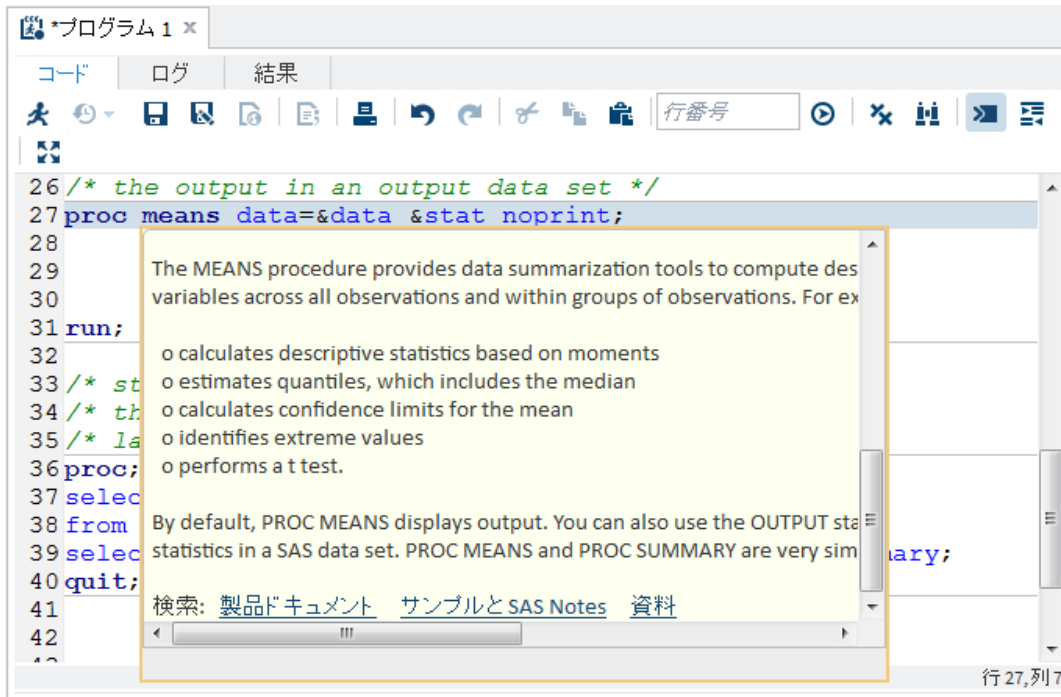 *プログラム 1 ×
コード ログ 結果
行番号
26 /* the output in an output data set */
27 proc means data=&data &stat noprint;
28
29
30
31 run;
32
33 /* st
34 /* th
35 /* la
36 proc;
37 selec
38 from
39 selec ary;
40 quit;
41
42
The MEANS procedure provides data summarization tools to compute des
variables across all observations and within groups of observations. For ex
o calculates descriptive statistics based on moments
o estimates quantiles, which includes the median
o calculates confidence limits for the mean
o identifies extreme values
o performs a t test.
By default, PROC MEANS displays output. You can also use the OUTPUT sta
statistics in a SAS data set. PROC MEANS and PROC SUMMARY are very sim
検索: 製品ドキュメント サンプルと SAS Notes 資料
行 27,列 7